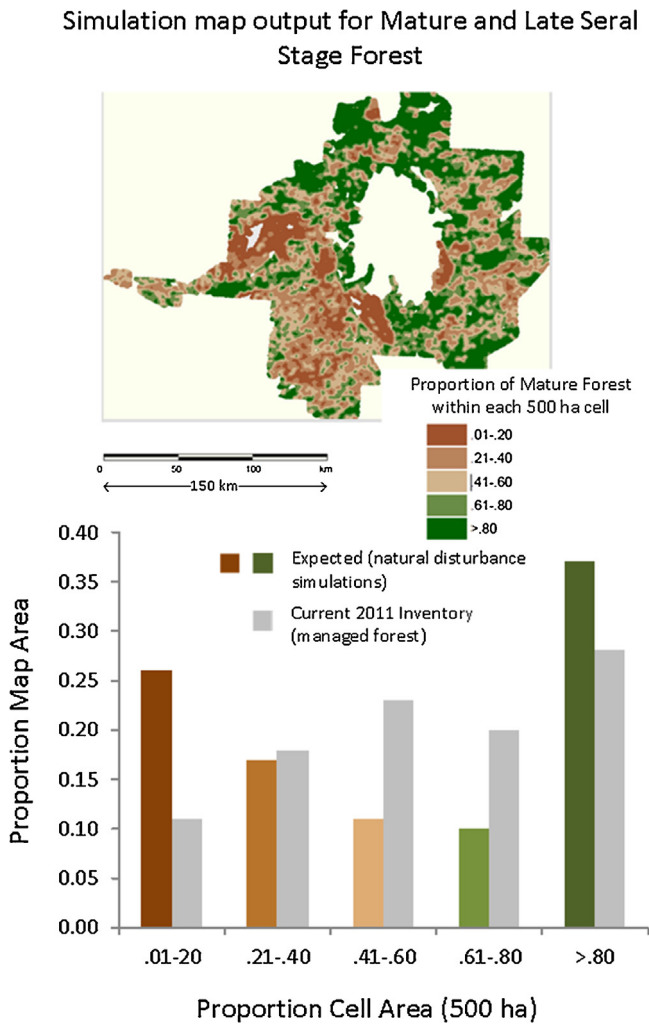 Simulation map output for Mature and Late Seral
Stage Forest
Proportion of Mature Forest
within each 500 ha cell
.01-.20
.21-.40
41-.60
.61-.80
>.80
0 50 100 km
150 km
Expected (natural disturbance
simulations)
Current 2011 Inventory
(managed forest)
Proportion Map Area
0.40
0.35
0.30
0.25
0.20
0.15
0.10
0.05
0.00
.01-20 .21-.40 .41-.60 .61-.80 >.80
Proportion Cell Area (500 ha)